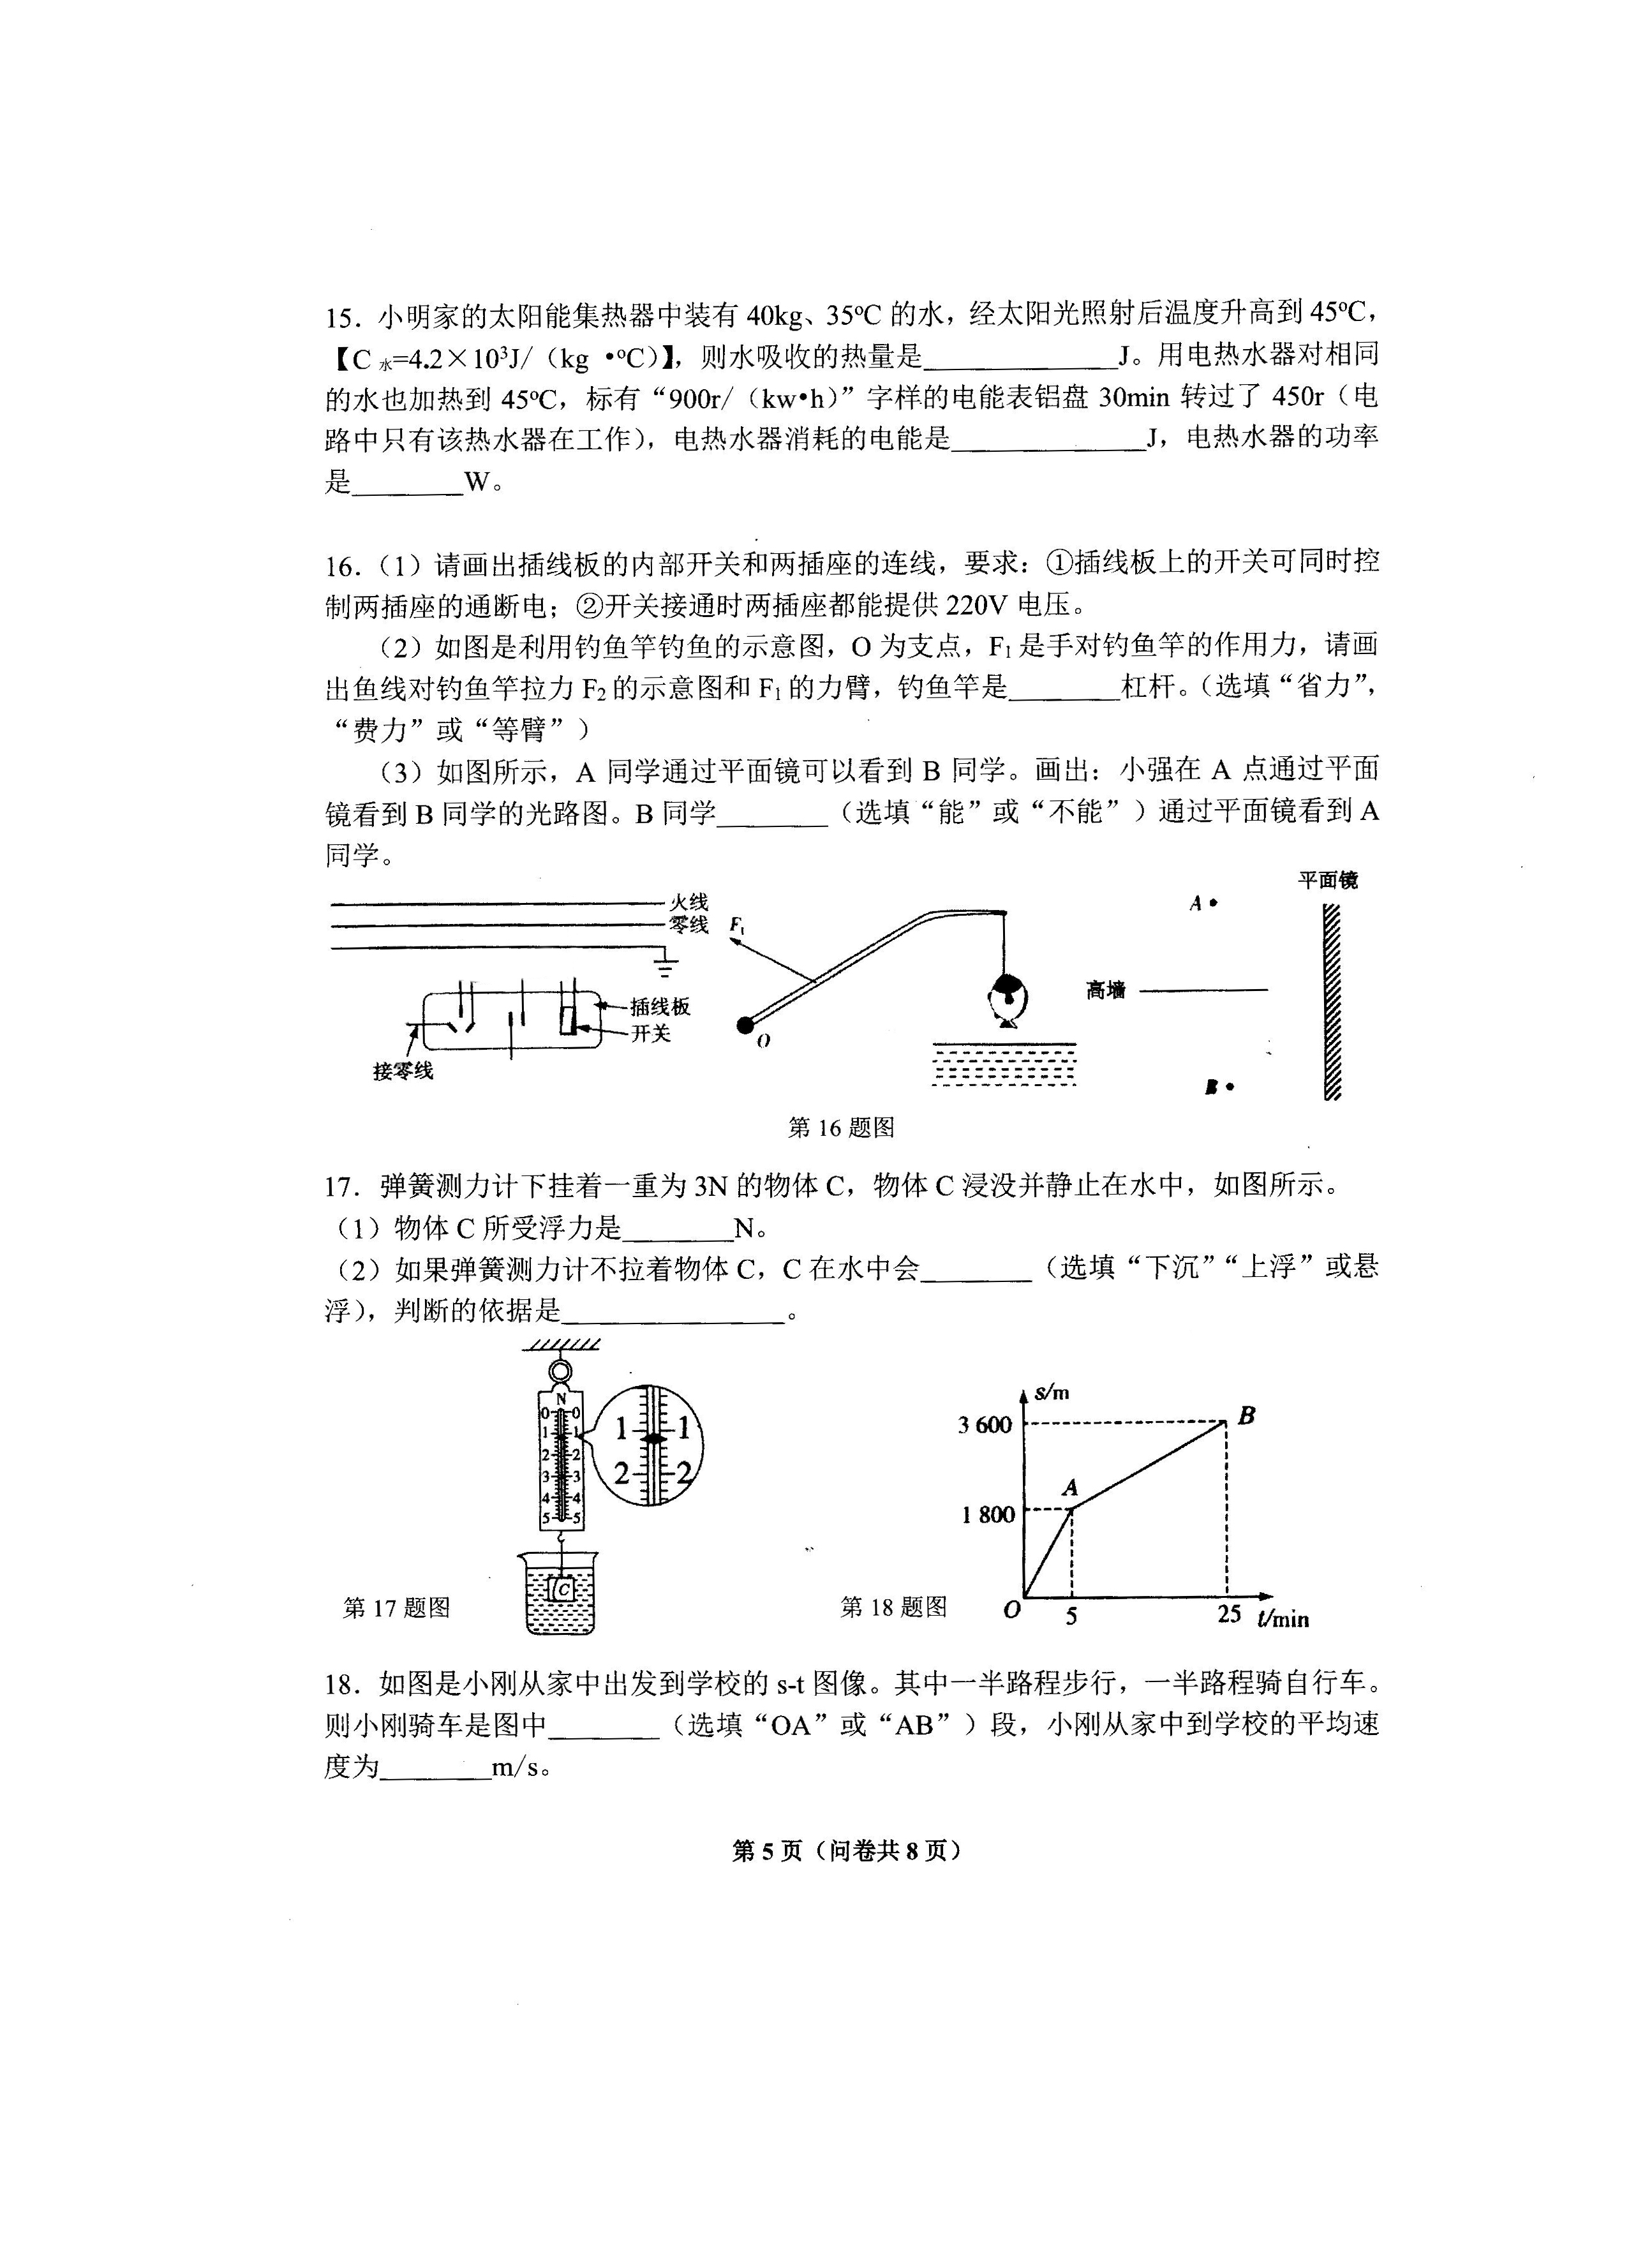 15．小明家的太阳能集热器中装有 40kg、35℃ 的水，经太阳光照射后温度升高到 45℃，
【C 水=4.2×10³J/（kg •℃）】，则水吸收的热量是____________J。用电热水器对相同
的水也加热到 45℃，标有“900r/（kw•h）”字样的电能表铝盘 30min 转过了 450r（电
路中只有该热水器在工作），电热水器消耗的电能是____________J，电热水器的功率
是________W。
16．（1）请画出插线板的内部开关和两插座的连线，要求：①插线板上的开关可同时控
制两插座的通断电；②开关接通时两插座都能提供 220V 电压。
（2）如图是利用钓鱼竿钓鱼的示意图，O 为支点，F₁ 是手对钓鱼竿的作用力，请画
出鱼线对钓鱼竿拉力 F₂ 的示意图和 F₁ 的力臂，钓鱼竿是________杠杆。（选填“省力”，
“费力”或“等臂”）
（3）如图所示，A 同学通过平面镜可以看到 B 同学。画出：小强在 A 点通过平面
镜看到 B 同学的光路图。B 同学________（选填“能”或“不能”）通过平面镜看到 A
同学。
火线
零线
插线板
开关
接零线
F₁
O
A
平面镜
高墙
B
第 16 题图
17．弹簧测力计下挂着一重为 3N 的物体 C，物体 C 浸没并静止在水中，如图所示。
（1）物体 C 所受浮力是________N。
（2）如果弹簧测力计不拉着物体 C，C 在水中会________（选填“下沉”“上浮”或悬
浮），判断的依据是________________。
N
0 0
1 1
2 2
3 3
4 4
5 5
1 1
2 2
C
第 17 题图
s/m
3 600
B
A
1 800
O
5
25
t/min
第 18 题图
18．如图是小刚从家中出发到学校的 s-t 图像。其中一半路程步行，一半路程骑自行车。
则小刚骑车是图中________（选填“OA”或“AB”）段，小刚从家中到学校的平均速
度为________m/s。
第 5 页（问卷共 8 页）